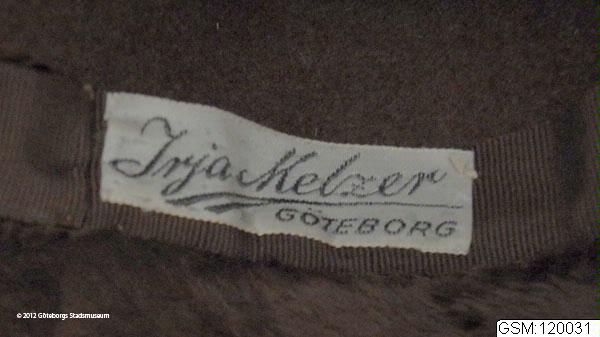 Irja Melzer
GÖTEBORG
© 2012 Göteborgs Stadsmuseum
GSM:120031